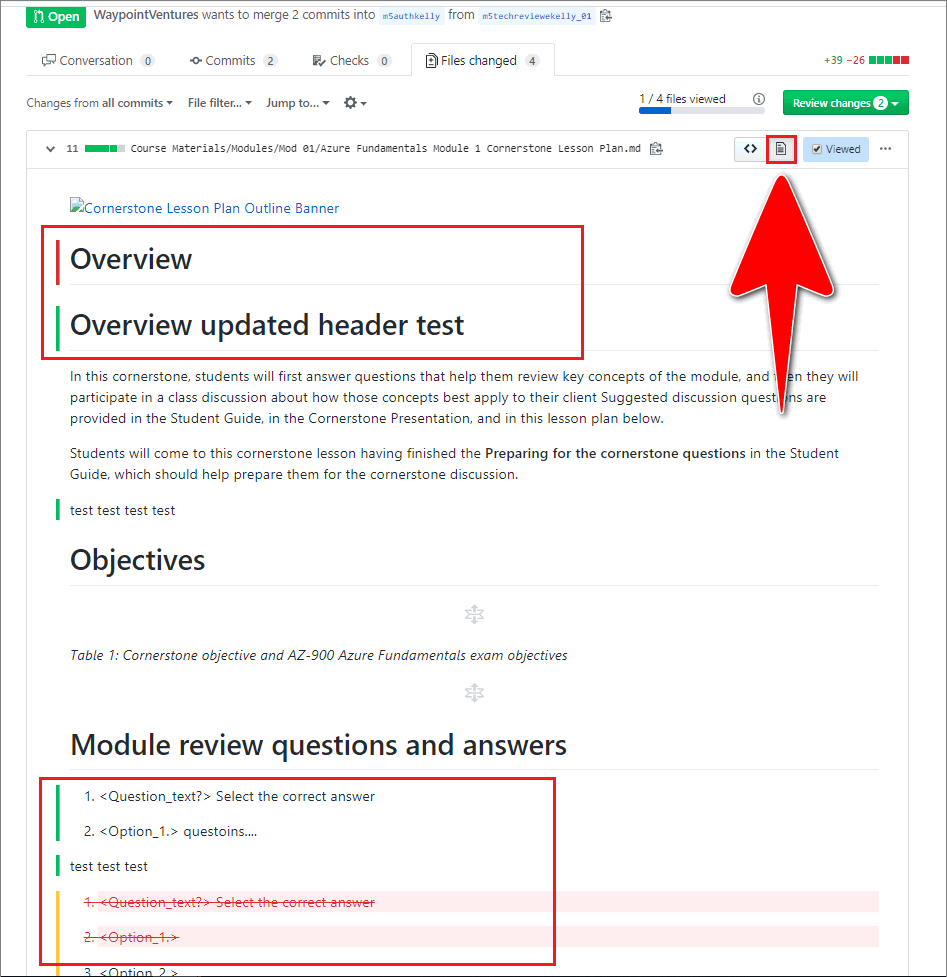 Open WaypointVentures wants to merge 2 commits into m5authkelly from m5techreviewekelly_01
Conversation 0 Commits 2 Checks 0 Files changed 4 +39 −26
Changes from all commits File filter... Jump to... 1 / 4 files viewed Review changes 2
11 Course Materials/Modules/Mod 01/Azure Fundamentals Module 1 Cornerstone Lesson Plan.md <> Viewed ...
Cornerstone Lesson Plan Outline Banner
Overview
Overview updated header test
In this cornerstone, students will first answer questions that help them review key concepts of the module, and they will
participate in a class discussion about how those concepts best apply to their client Suggested discussion questions are
provided in the Student Guide, in the Cornerstone Presentation, and in this lesson plan below.
Students will come to this cornerstone lesson having finished the Preparing for the cornerstone questions in the Student
Guide, which should help prepare them for the cornerstone discussion.
test test test test
Objectives
Table 1: Cornerstone objective and AZ-900 Azure Fundamentals exam objectives
Module review questions and answers
1. <Question_text?> Select the correct answer
2. <Option_1.> questoins....
test test test
1. <Question_text?> Select the correct answer
2. <Option_1.>
3. <Option_2.>